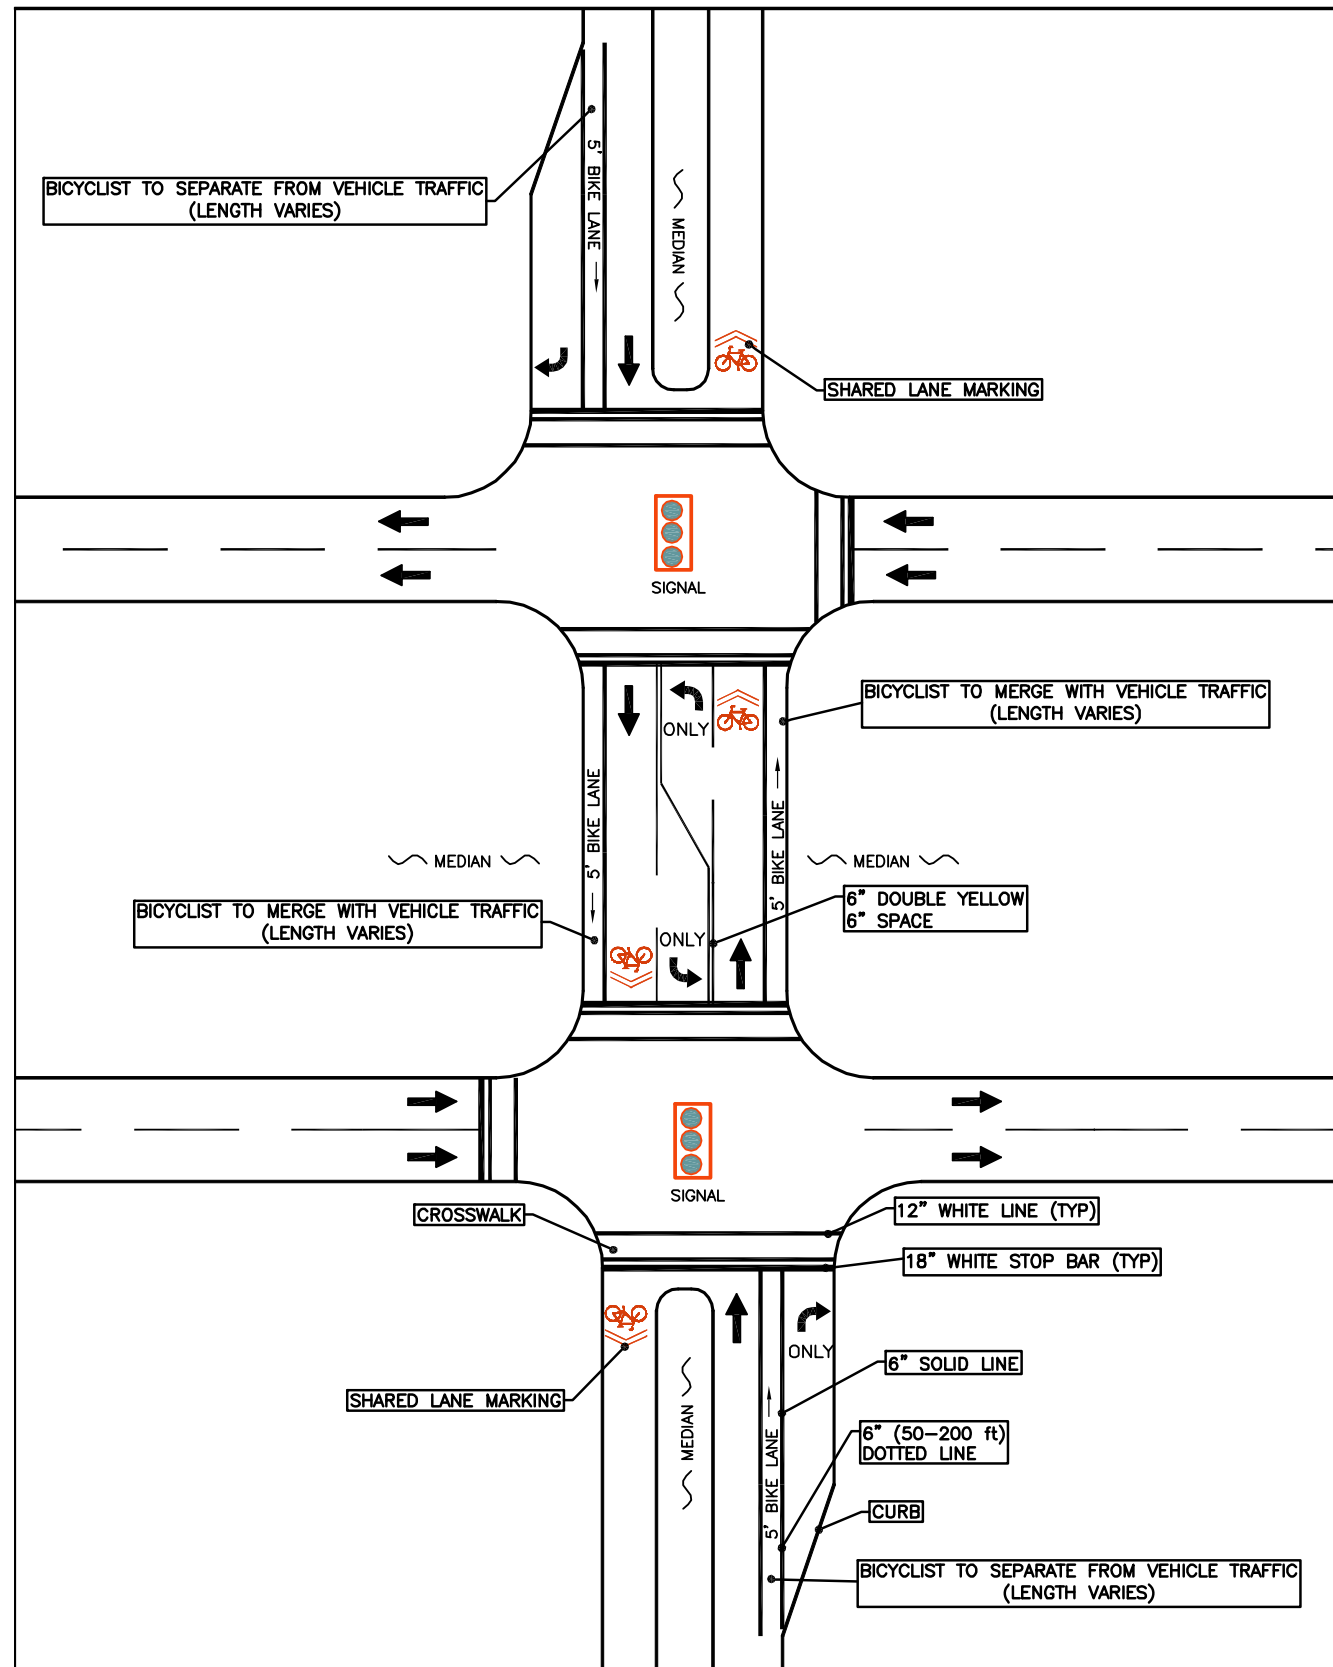 5' BIKE LANE
BICYCLIST TO SEPARATE FROM VEHICLE TRAFFIC
(LENGTH VARIES)
MEDIAN
SHARED LANE MARKING
SIGNAL
BICYCLIST TO MERGE WITH VEHICLE TRAFFIC
(LENGTH VARIES)
ONLY
5' BIKE LANE
5' BIKE LANE
MEDIAN
MEDIAN
6" DOUBLE YELLOW
6" SPACE
BICYCLIST TO MERGE WITH VEHICLE TRAFFIC
(LENGTH VARIES)
ONLY
SIGNAL
CROSSWALK
12" WHITE LINE (TYP)
18" WHITE STOP BAR (TYP)
ONLY
6" SOLID LINE
SHARED LANE MARKING
MEDIAN
5' BIKE LANE
6" (50-200 ft)
DOTTED LINE
CURB
BICYCLIST TO SEPARATE FROM VEHICLE TRAFFIC
(LENGTH VARIES)